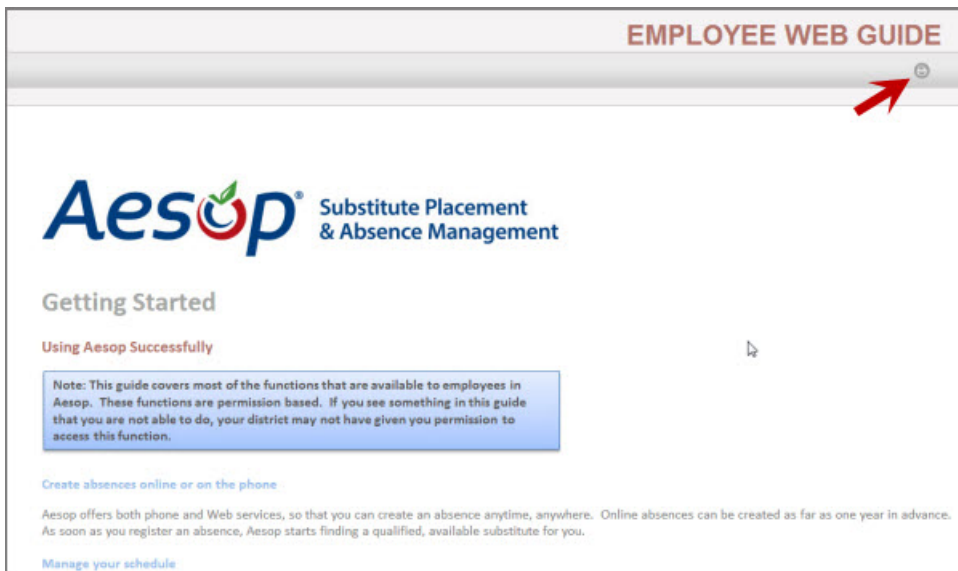 EMPLOYEE WEB GUIDE
Aesop® Substitute Placement
& Absence Management
Getting Started
Using Aesop Successfully
Note: This guide covers most of the functions that are available to employees in
Aesop. These functions are permission based. If you see something in this guide
that you are not able to do, your district may not have given you permission to
access this function.
Create absences online or on the phone
Aesop offers both phone and Web services, so that you can create an absence anytime, anywhere. Online absences can be created as far as one year in advance.
As soon as you register an absence, Aesop starts finding a qualified, available substitute for you.
Manage your schedule